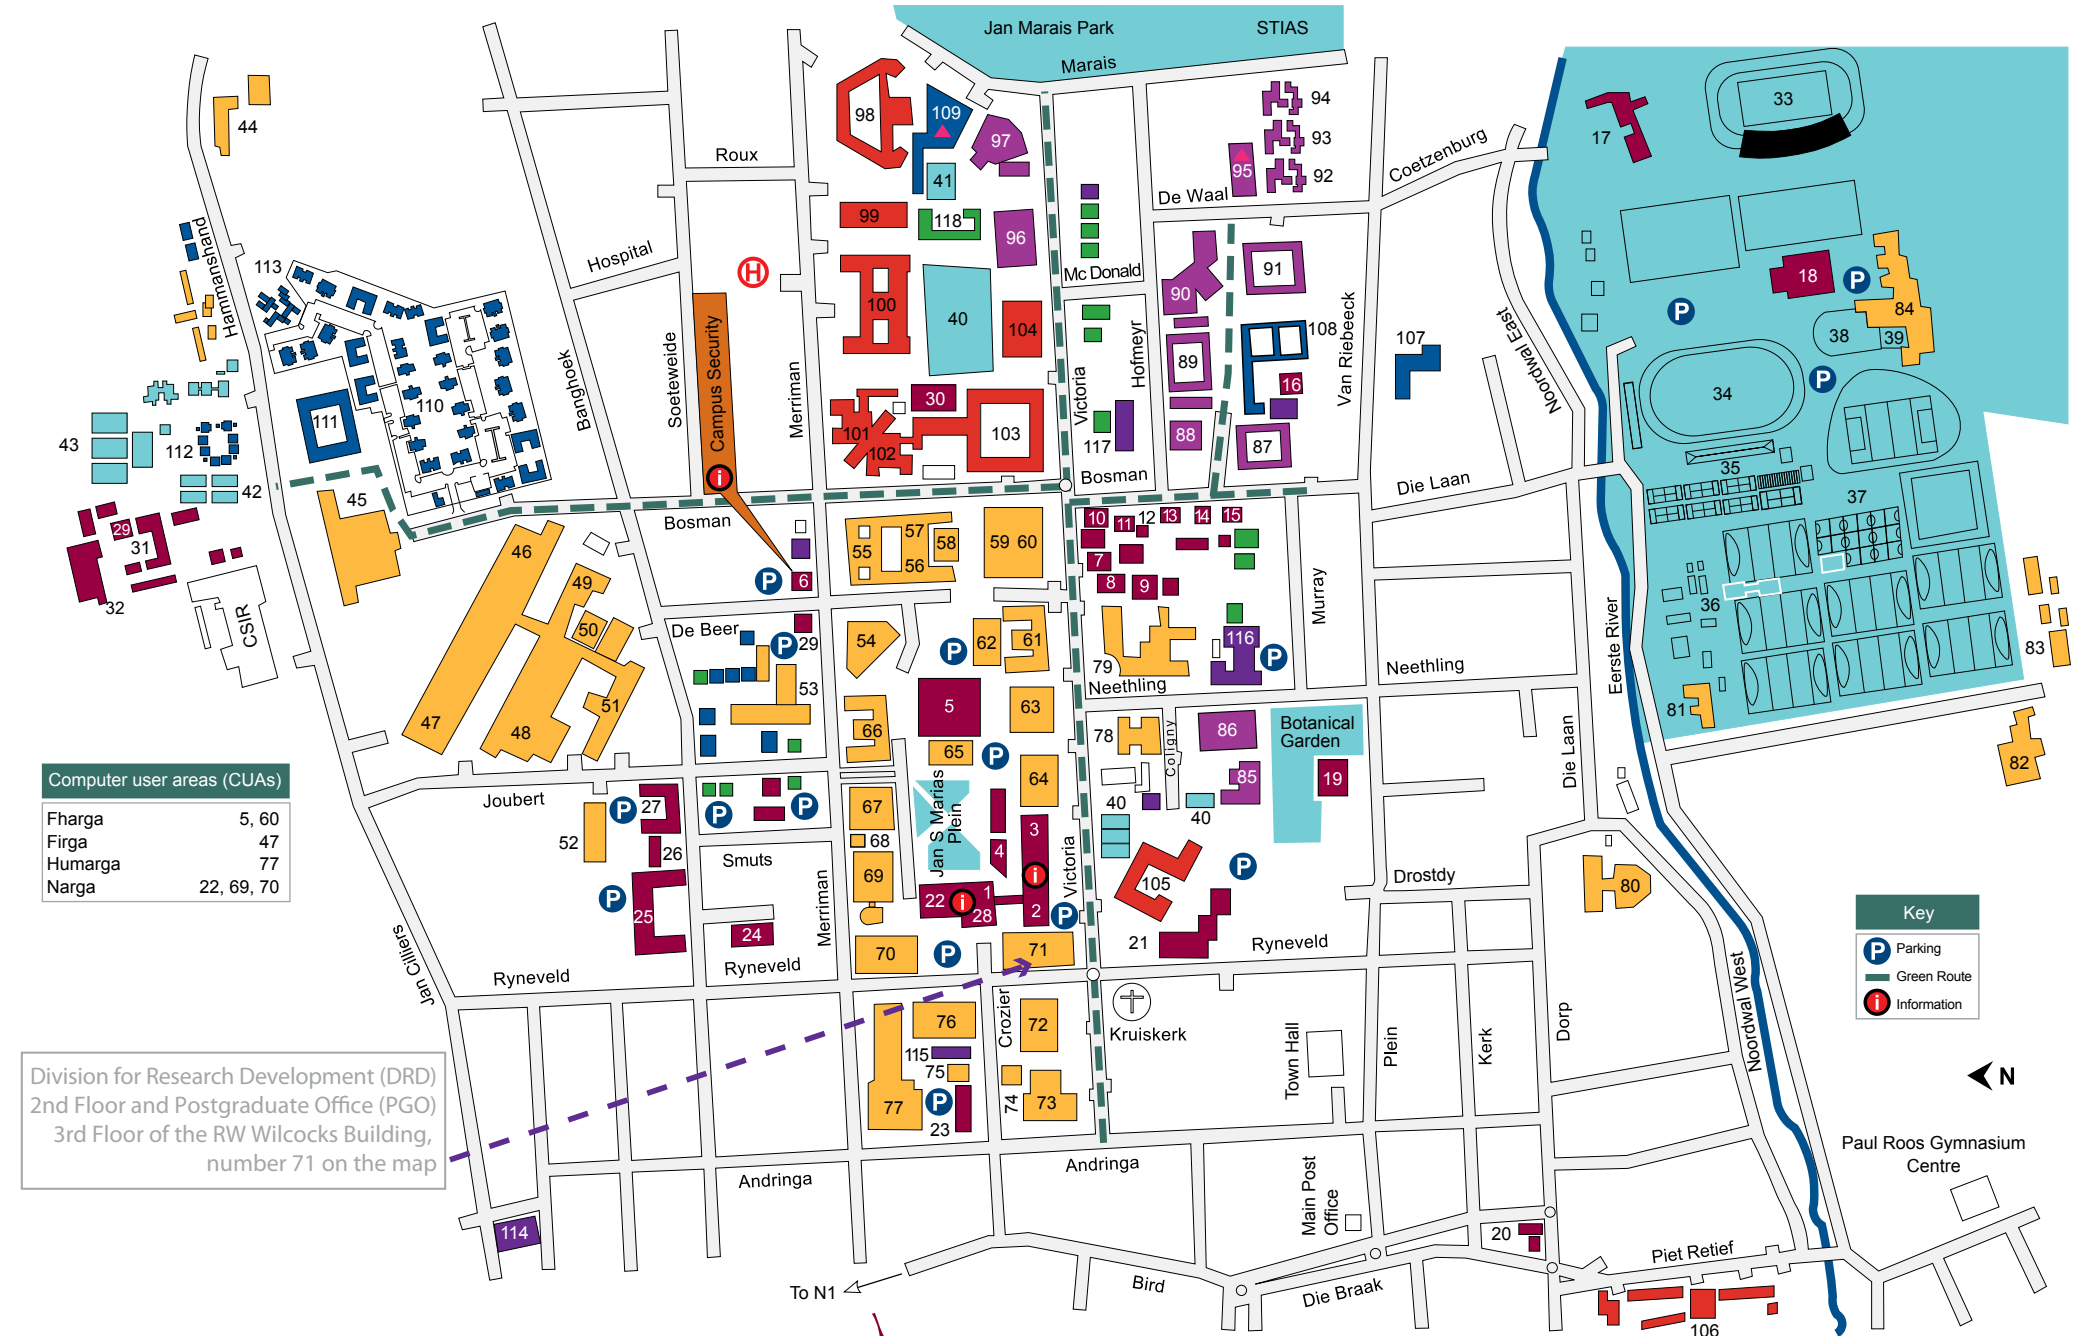 Jan Marais Park
STIAS
Marais
98
109
97
41
94
93
92
95
De Waal
Coetzenburg
17
33
44
Roux
99
118
96
Mc Donald
Hammanshand
113
Hospital
H
100
40
104
90
91
Van Riebeeck
108
107
Noordwal East
18
P
P
84
38
39
P
34
Banghoek
Soeteweide
Campus Security
i
Merriman
Victoria
Hofmeyr
89
16
30
101
102
103
117
88
87
110
111
112
43
42
45
Bosman
Die Laan
35
37
29
31
32
CSIR
46
Bosman
55
57
56
58
59 60
10
11
12
13
14
15
7
8
9
P
6
Murray
Eerste River
36
49
50
De Beer
P
29
54
P
62
61
79
116
P
Neethling
Neethling
83
53
5
63
81
47
48
51
66
65
P
78
Coligny
86
Botanical
Garden
Die Laan
82
Computer user areas (CUAs)
Fharga 5, 60
Firga 47
Humarga 77
Narga 22, 69, 70
Joubert
P
27
P
P
52
26
67
68
69
Jan S Marias
Plein
64
40
40
85
19
3
4
Smuts
Victoria
105
P
Drostdy
80
P
25
24
Merriman
22
i
1
28
i
2
P
21
Ryneveld
70
P
71
Ryneveld
Ryneveld
Jan Cilliers
Key
P Parking
Green Route
i Information
76
Crozier
72
Kruiskerk
Town Hall
Plein
Kerk
Dorp
Noordwal West
115
75
77
P
23
74
73
N
Division for Research Development (DRD)
2nd Floor and Postgraduate Office (PGO)
3rd Floor of the RW Wilcocks Building,
number 71 on the map
Andringa
Andringa
Main Post
Office
Paul Roos Gymnasium
Centre
114
20
Piet Retief
To N1
Bird
Die Braak
106